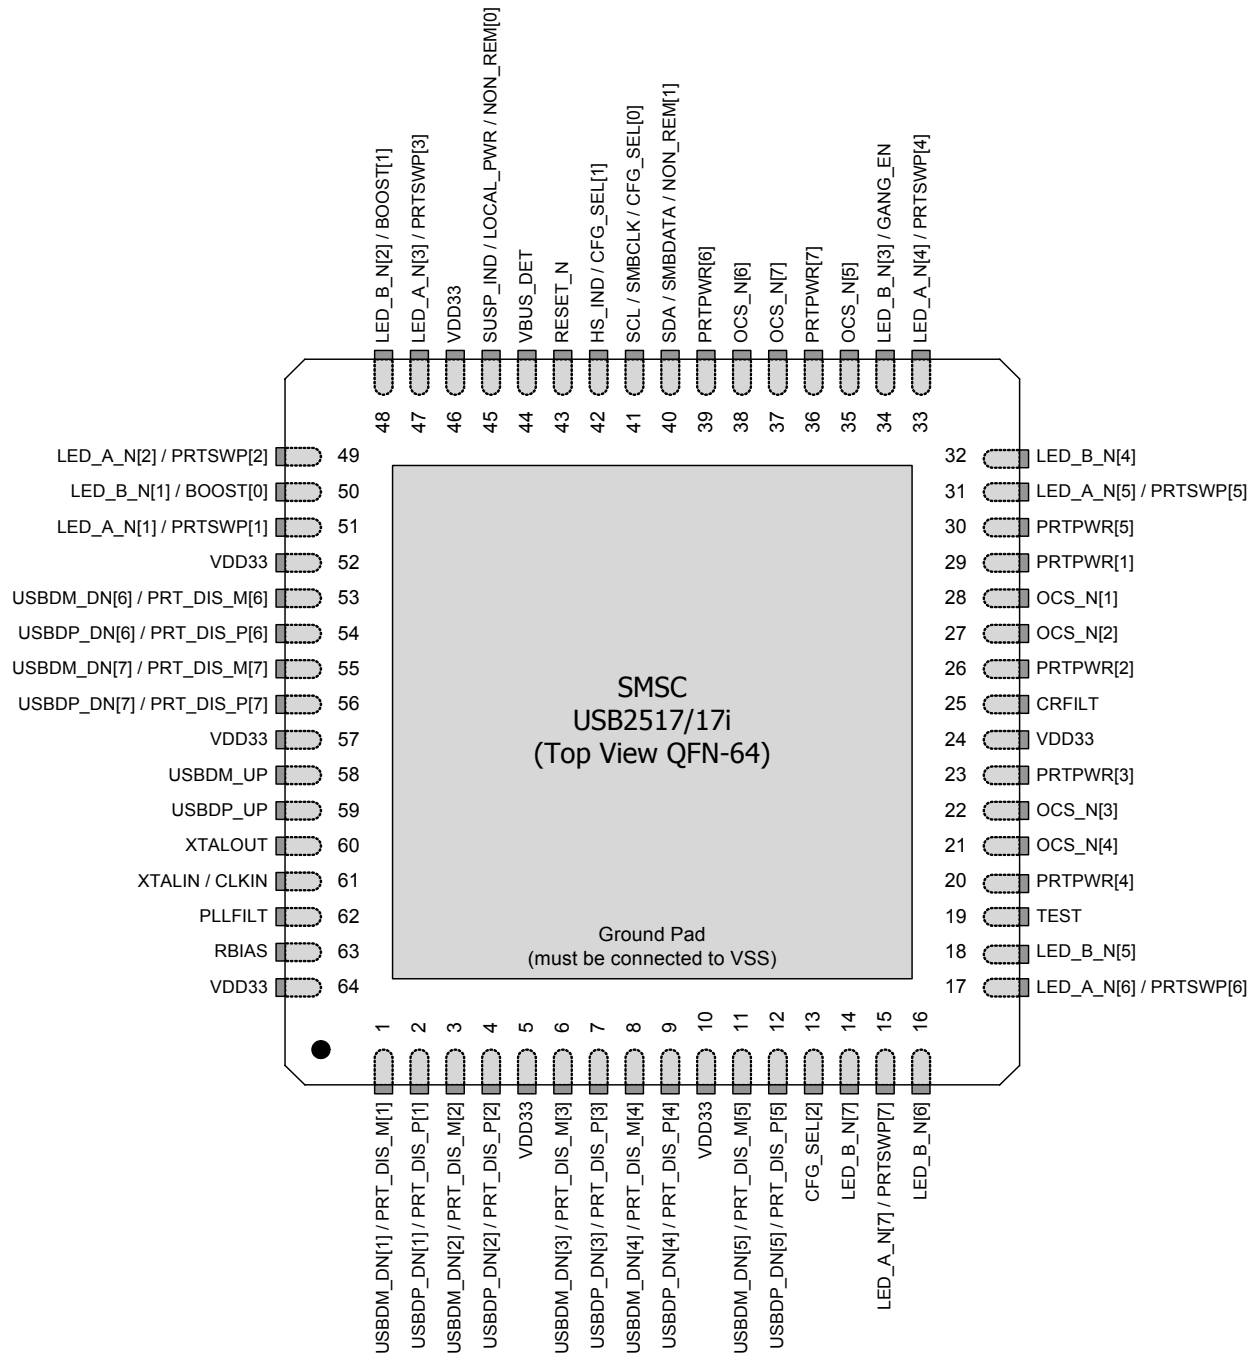 LED_B_N[2] / BOOST[1]
LED_A_N[3] / PRTSWP[3]
VDD33
SUSP_IND / LOCAL_PWR / NON_REM[0]
VBUS_DET
RESET_N
HS_IND / CFG_SEL[1]
SCL / SMBCLK / CFG_SEL[0]
SDA / SMBDATA / NON_REM[1]
PRTPWR[6]
OCS_N[6]
OCS_N[7]
PRTPWR[7]
OCS_N[5]
LED_B_N[3] / GANG_EN
LED_A_N[4] / PRTSWP[4]
48
47
46
45
44
43
42
41
40
39
38
37
36
35
34
33
LED_A_N[2] / PRTSWP[2] 49
LED_B_N[1] / BOOST[0] 50
LED_A_N[1] / PRTSWP[1] 51
VDD33 52
USBDM_DN[6] / PRT_DIS_M[6] 53
USBDP_DN[6] / PRT_DIS_P[6] 54
USBDM_DN[7] / PRT_DIS_M[7] 55
USBDP_DN[7] / PRT_DIS_P[7] 56
VDD33 57
USBDM_UP 58
USBDP_UP 59
XTALOUT 60
XTALIN / CLKIN 61
PLLFILT 62
RBIAS 63
VDD33 64
SMSC
USB2517/17i
(Top View QFN-64)
Ground Pad
(must be connected to VSS)
32 LED_B_N[4]
31 LED_A_N[5] / PRTSWP[5]
30 PRTPWR[5]
29 PRTPWR[1]
28 OCS_N[1]
27 OCS_N[2]
26 PRTPWR[2]
25 CRFILT
24 VDD33
23 PRTPWR[3]
22 OCS_N[3]
21 OCS_N[4]
20 PRTPWR[4]
19 TEST
18 LED_B_N[5]
17 LED_A_N[6] / PRTSWP[6]
1
2
3
4
5
6
7
8
9
10
11
12
13
14
15
16
USBDM_DN[1] / PRT_DIS_M[1]
USBDP_DN[1] / PRT_DIS_P[1]
USBDM_DN[2] / PRT_DIS_M[2]
USBDP_DN[2] / PRT_DIS_P[2]
VDD33
USBDM_DN[3] / PRT_DIS_M[3]
USBDP_DN[3] / PRT_DIS_P[3]
USBDM_DN[4] / PRT_DIS_M[4]
USBDP_DN[4] / PRT_DIS_P[4]
VDD33
USBDM_DN[5] / PRT_DIS_M[5]
USBDP_DN[5] / PRT_DIS_P[5]
CFG_SEL[2]
LED_B_N[7]
LED_A_N[7] / PRTSWP[7]
LED_B_N[6]